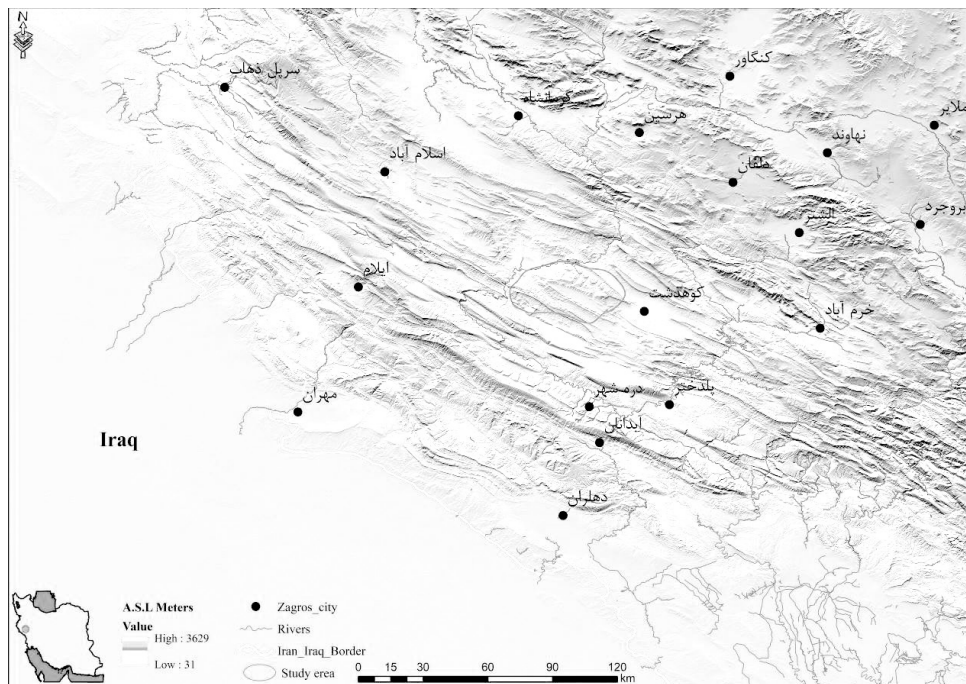 N
سرپل ذهاب
کنگاور
کرمانشاه
هرسین
ملایر
نهاوند
اسلام آباد
بروجرد
الشتر
ایلام
کوهدشت
خرم آباد
مهران
دره شهر
پلدختر
Iraq
دهلران
A.S.L Meters
Value
High : 3629
Low : 31
Zagros_city
Rivers
Iran_Iraq_Border
Study erea
0 15 30 60 90 120
km